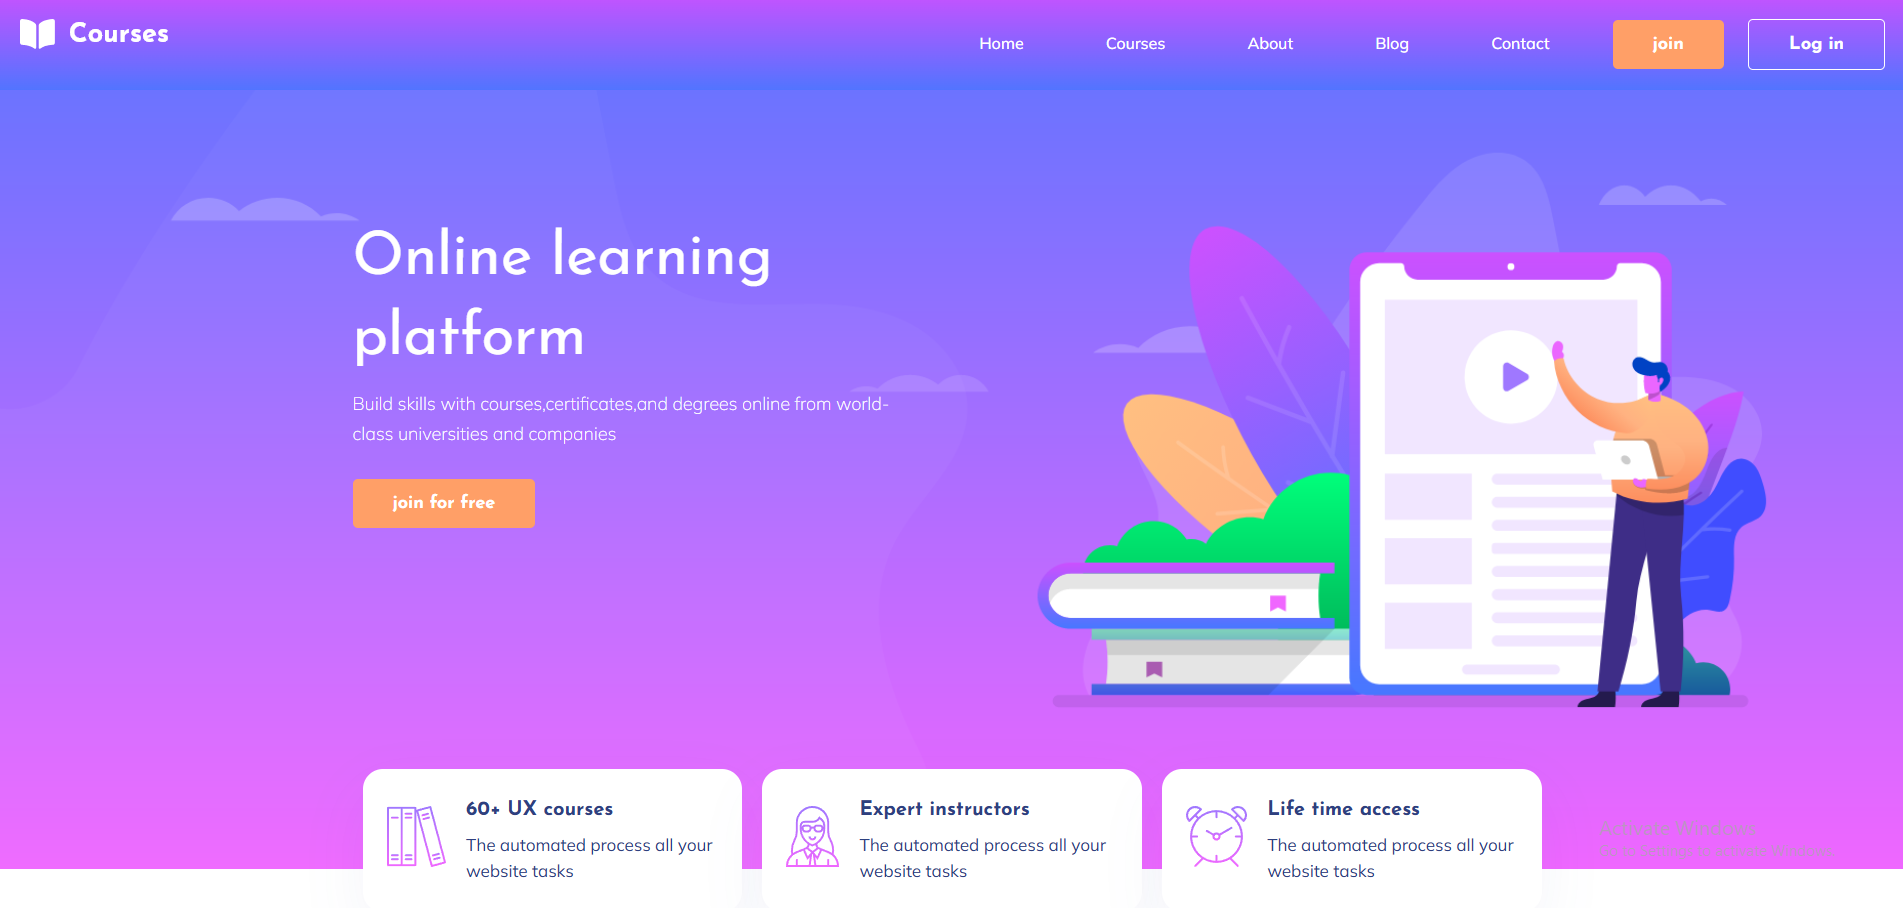 Courses
Home
Courses
About
Blog
Contact
join
Log in
Online learning
platform
Build skills with courses,certificates,and degrees online from world-
class universities and companies
join for free
60+ UX courses
The automated process all your
website tasks
Expert instructors
The automated process all your
website tasks
Life time access
The automated process all your
website tasks
Activate Windows
Go to Settings to activate Windows.